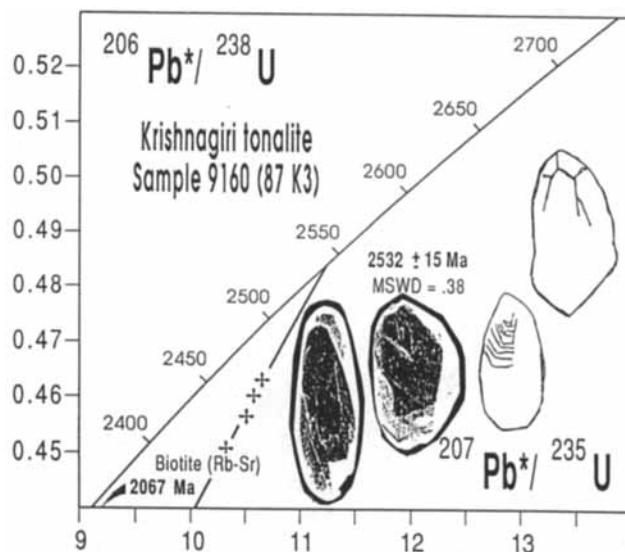 206 Pb*/ 238 U
Krishnagiri tonalite
Sample 9160 (87 K3)
2532 ± 15 Ma
MSWD = .38
2700
2650
2600
2550
2500
2450
2400
Biotite (Rb-Sr)
2067 Ma
207 Pb*/ 235 U
0.52
0.51
0.50
0.49
0.48
0.47
0.46
0.45
9 10 11 12 13